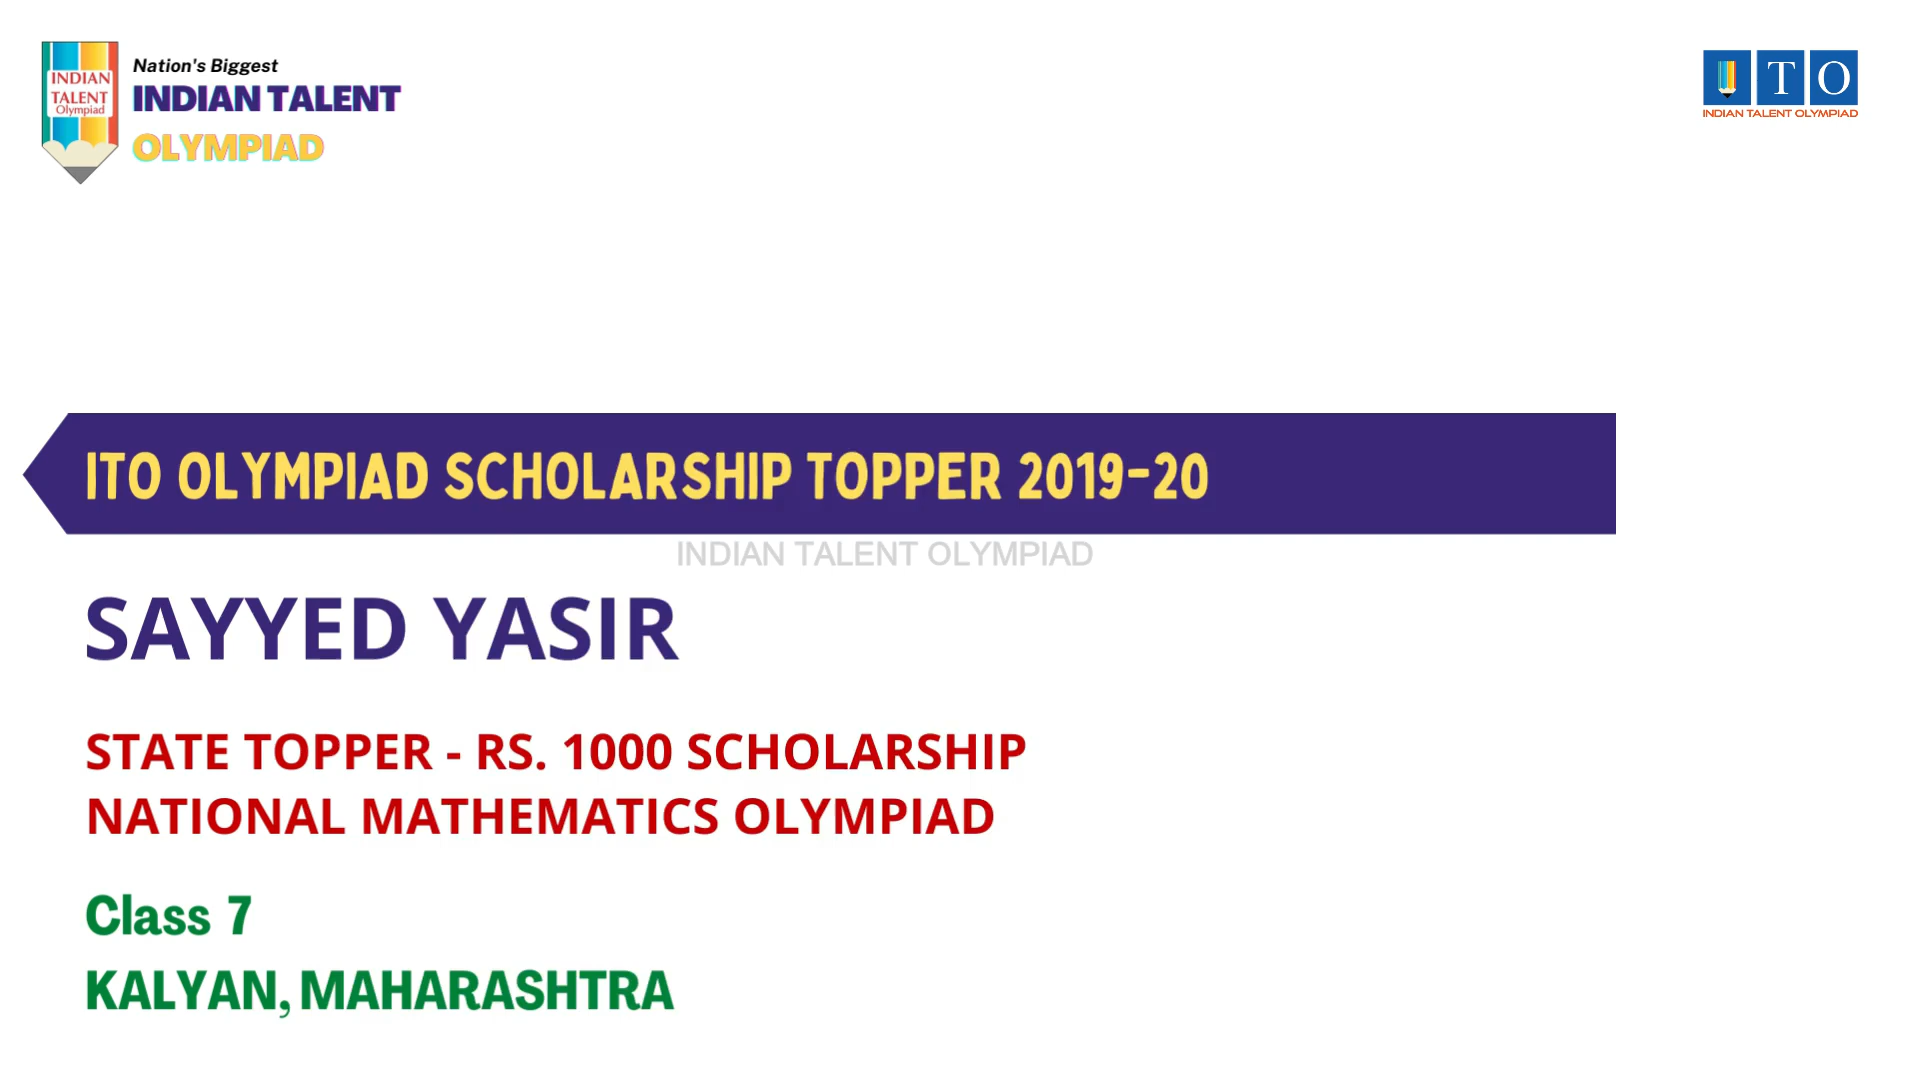 INDIAN
TALENT
Olympiad
Nation's Biggest
INDIAN TALENT
OLYMPIAD
TO
INDIAN TALENT OLYMPIAD
ITO OLYMPIAD SCHOLARSHIP TOPPER 2019-20
INDIAN TALENT OLYMPIAD
SAYYED YASIR
STATE TOPPER - RS. 1000 SCHOLARSHIP
NATIONAL MATHEMATICS OLYMPIAD
Class 7
KALYAN, MAHARASHTRA